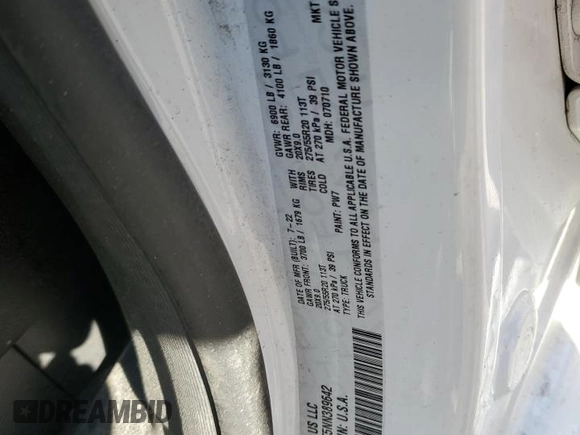 US LLC
DATE OF MFR (BUILT): 7-22
GVWR: 6900 LB / 3130 KG
GAWR FRONT: 3700 LB / 1679 KG
WITH
GAWR REAR: 4100 LB / 1860 KG
20X9.0
RIMS
20X9.0
275/55R20 113T
TIRES
275/55R20 113T
AT 270 kPa / 39 PSI
COLD
AT 270 kPa / 39 PSI
5NN389642
TYPE: TRUCK
PAINT: PW7
MDH: 070710
MKT
N: U.S.A.
THIS VEHICLE CONFORMS TO ALL APPLICABLE U.S.A. FEDERAL MOTOR VEHICLE S
STANDARDS IN EFFECT ON THE DATE OF MANUFACTURE SHOWN ABOVE.
DREAMBID.COM